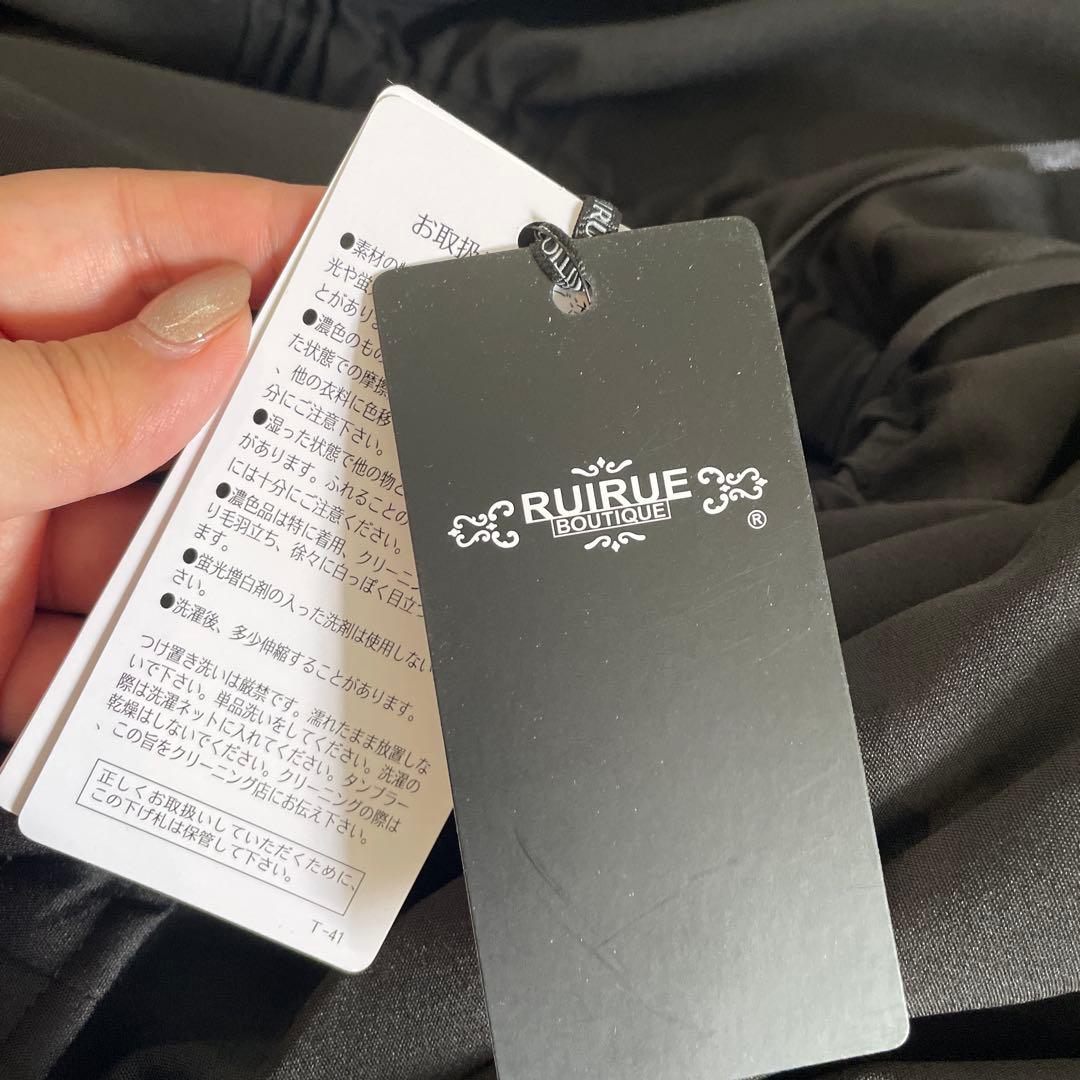 お取扱
●素材の
光や蛍
とがありま
●濃色のもの
た状態での摩擦
、他の衣料に色移
分にご注意下さい。
●湿った状態で他の物と
があります。ふれることの
には十分にご注意ください。
●濃色品は特に着用、クリーニン
り毛羽立ち、徐々に白っぽく目立つ
ます。
●蛍光増白剤の入った洗剤は使用しない
さい。
●洗濯後、多少伸縮することがあります。
つけ置き洗いは厳禁です。濡れたまま放置しな
いで下さい。単品洗いをしてください。洗濯の
際は洗濯ネットに入れてください。タンブラー
乾燥はしないでください。クリーニングの際は
、この旨をクリーニング店にお伝え下さい。
正しくお取扱いしていただくために、
この下げ札は保管して下さい。
T-41
RUIRUE
BOUTIQUE
®